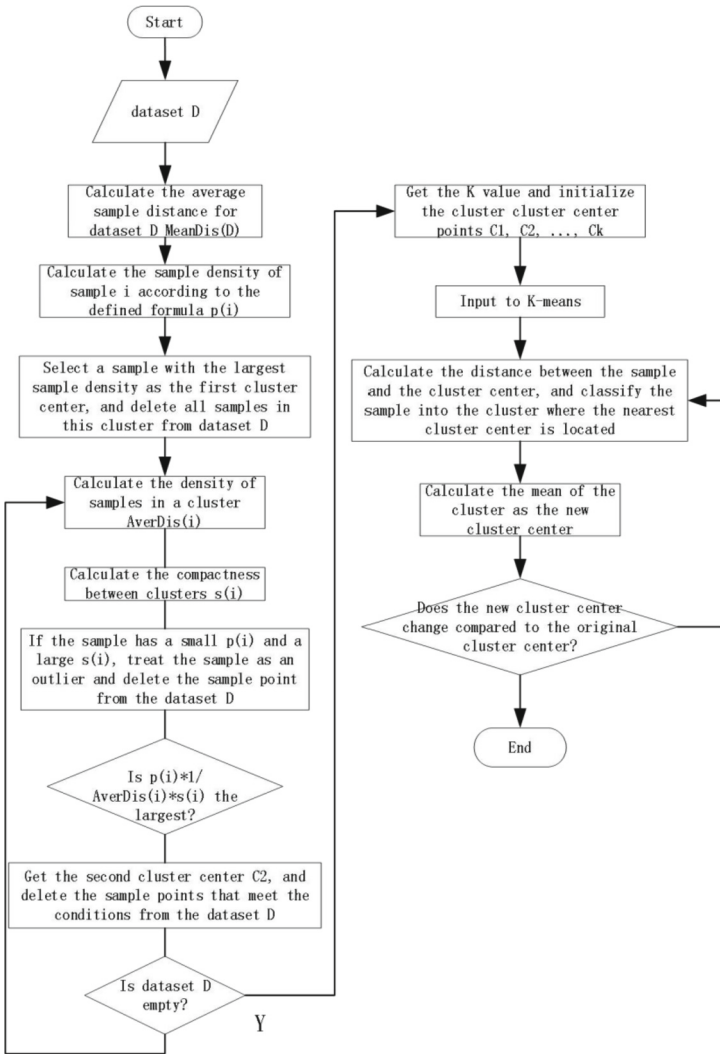 Start
dataset D
Calculate the average
sample distance for
dataset D MeanDis(D)
Calculate the sample density of
sample i according to the
defined formula p(i)
Select a sample with the largest
sample density as the first cluster
center, and delete all samples in
this cluster from dataset D
Calculate the density of
samples in a cluster
AverDis(i)
Calculate the compactness
between clusters s(i)
If the sample has a small p(i) and a
large s(i), treat the sample as an
outlier and delete the sample point
from the dataset D
Is p(i)*1/
AverDis(i)*s(i) the
largest?
Get the second cluster center C2, and
delete the sample points that meet the
conditions from the dataset D
Is dataset D
empty?
Y
Get the K value and initialize
the cluster cluster center
points C1, C2, ..., Ck
Input to K-means
Calculate the distance between the sample
and the cluster center, and classify the
sample into the cluster where the nearest
cluster center is located
Calculate the mean of the
cluster as the new
cluster center
Does the new cluster center
change compared to the original
cluster center?
End